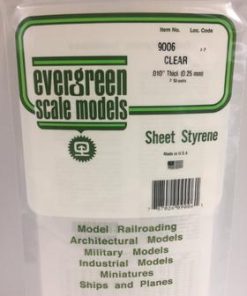 Item No. Loc. Code
9006
CLEAR
.010" Thick (0.25 mm)
evergreen
scale models
Sheet Styrene
Made in U.S.A
Model Railroading
Architectural Models
Military Models
Industrial Models
Miniatures
Ships and Planes